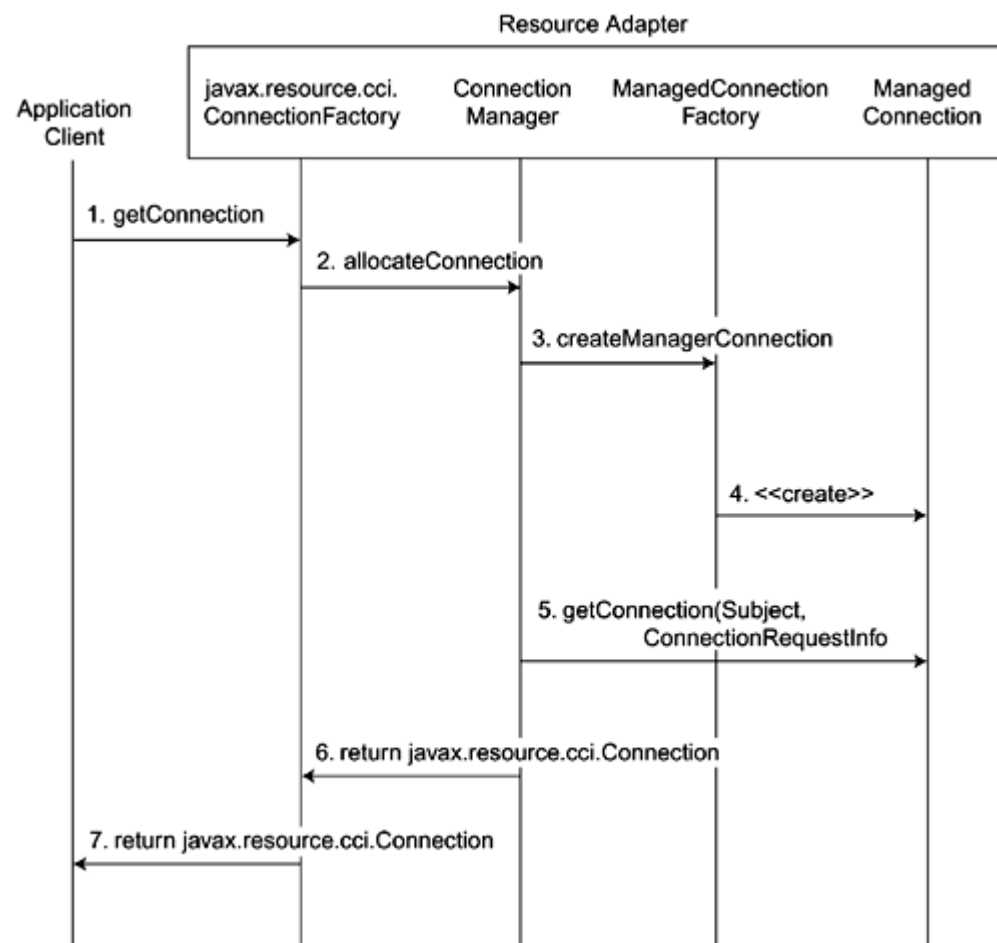 Resource Adapter
Application
Client
javax.resource.cci.
ConnectionFactory
Connection
Manager
ManagedConnection
Factory
Managed
Connection
1. getConnection
2. allocateConnection
3. createManagerConnection
4. <<create>>
5. getConnection(Subject,
ConnectionRequestInfo
6. return javax.resource.cci.Connection
7. return javax.resource.cci.Connection